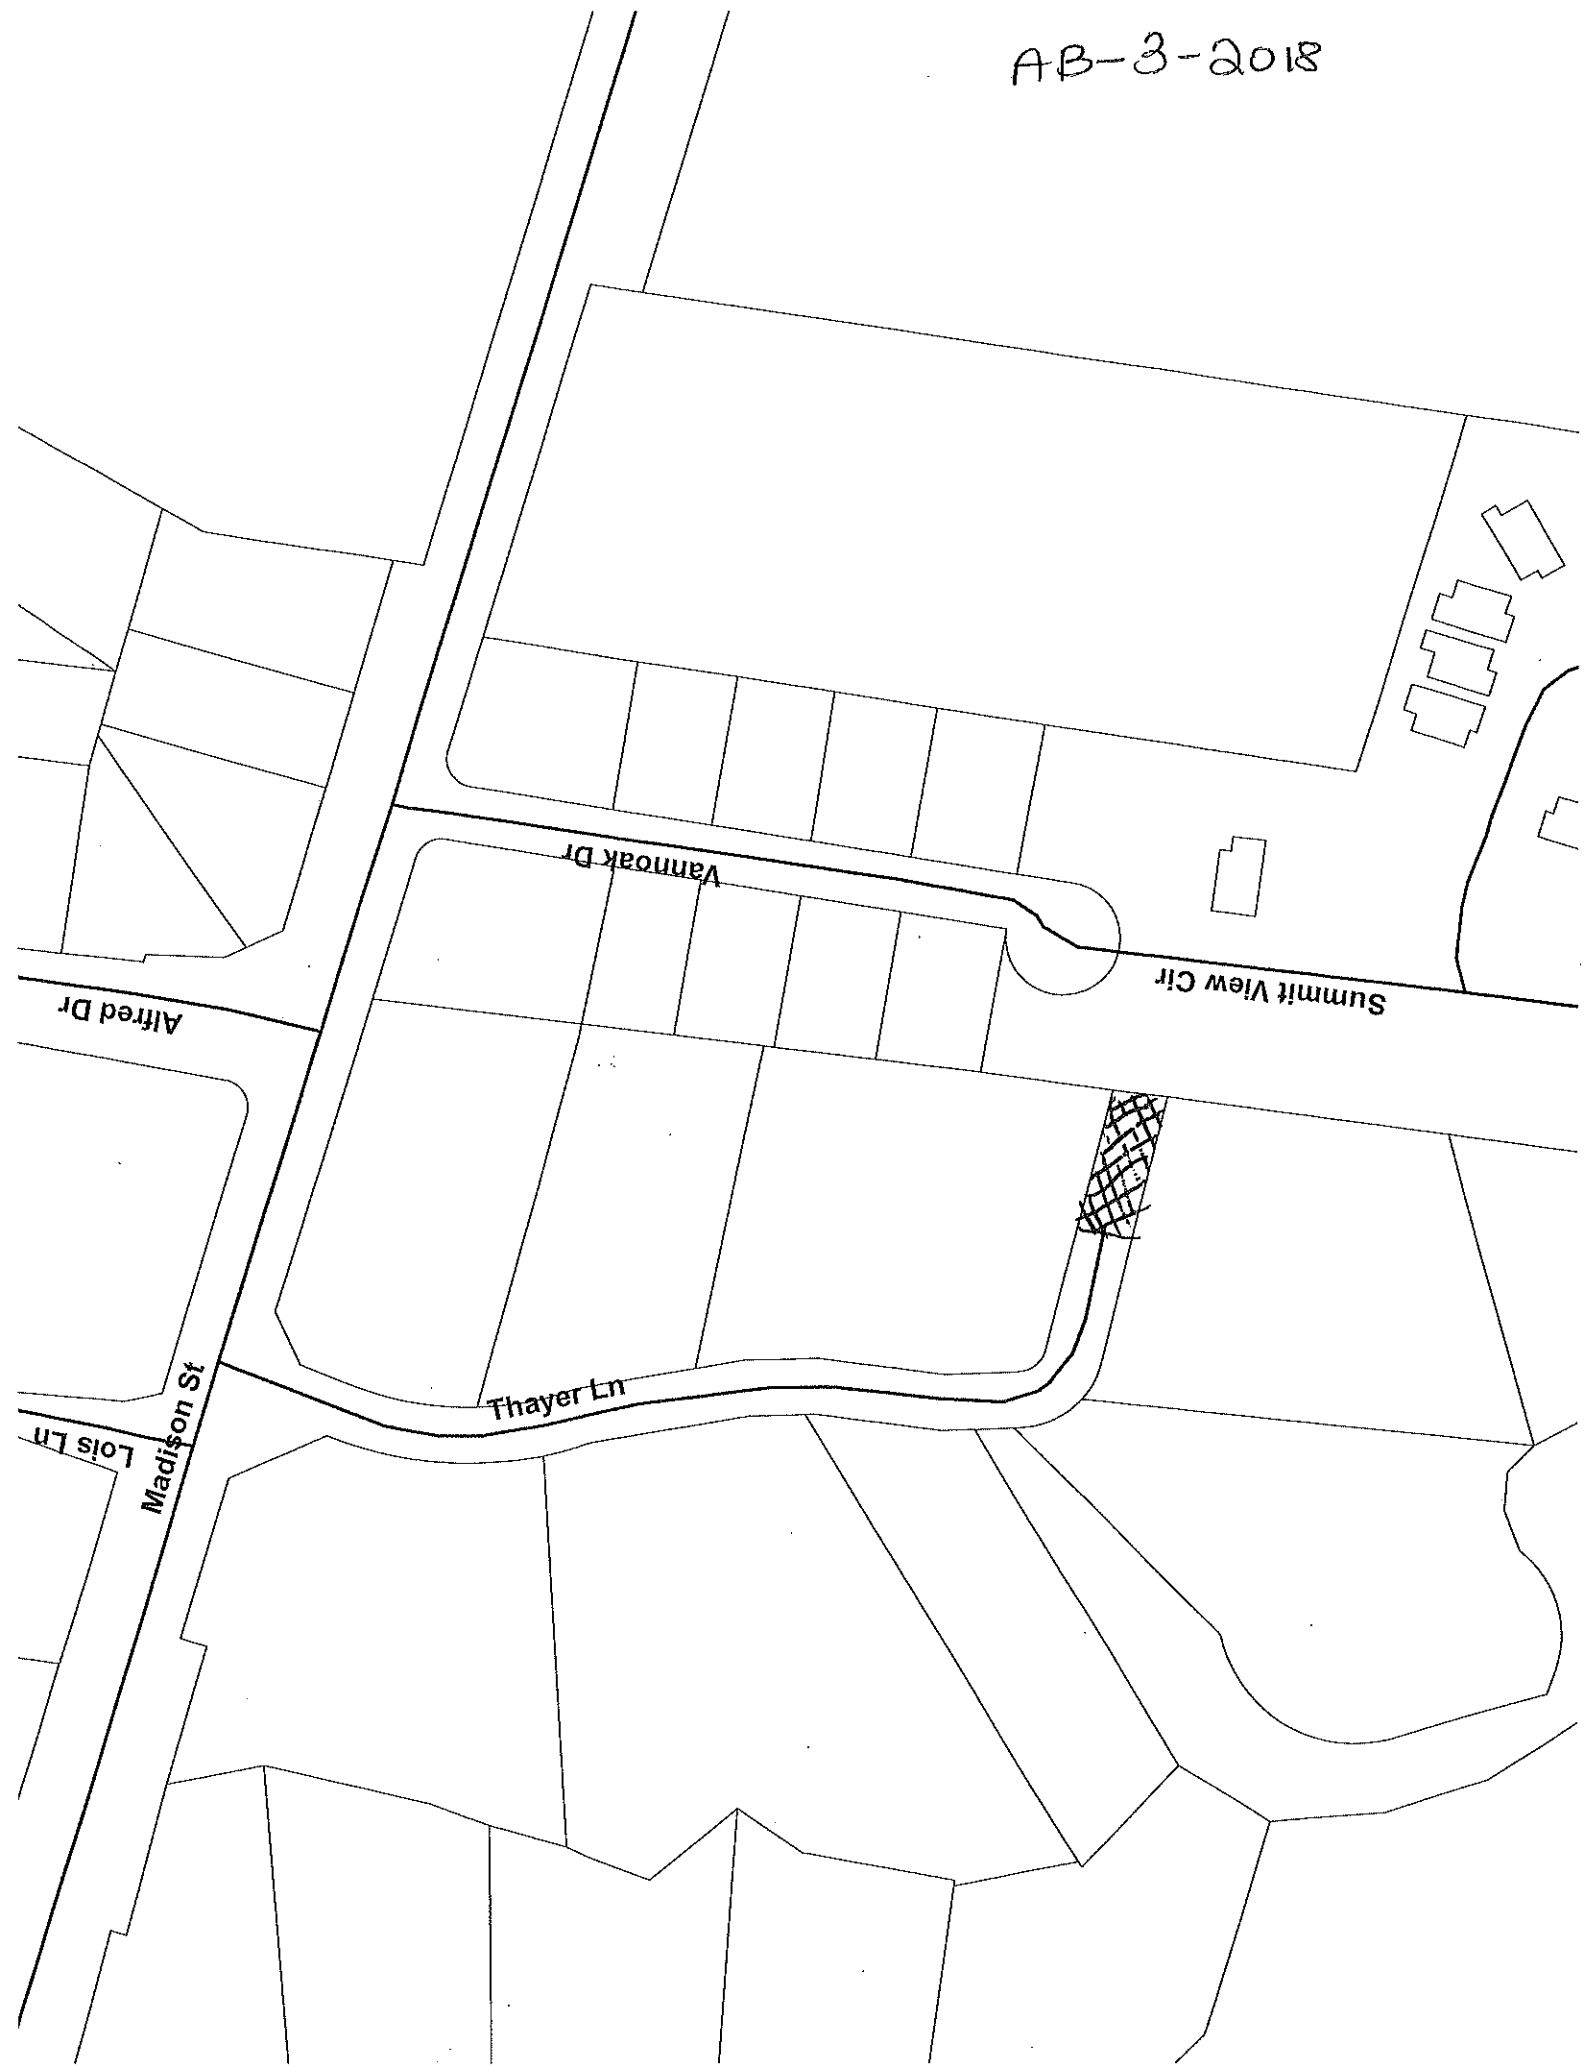 AB-3-2018
Vannoak Dr
Summit View Cir
Alfred Dr
Thayer Ln
Madison St
Lois Ln